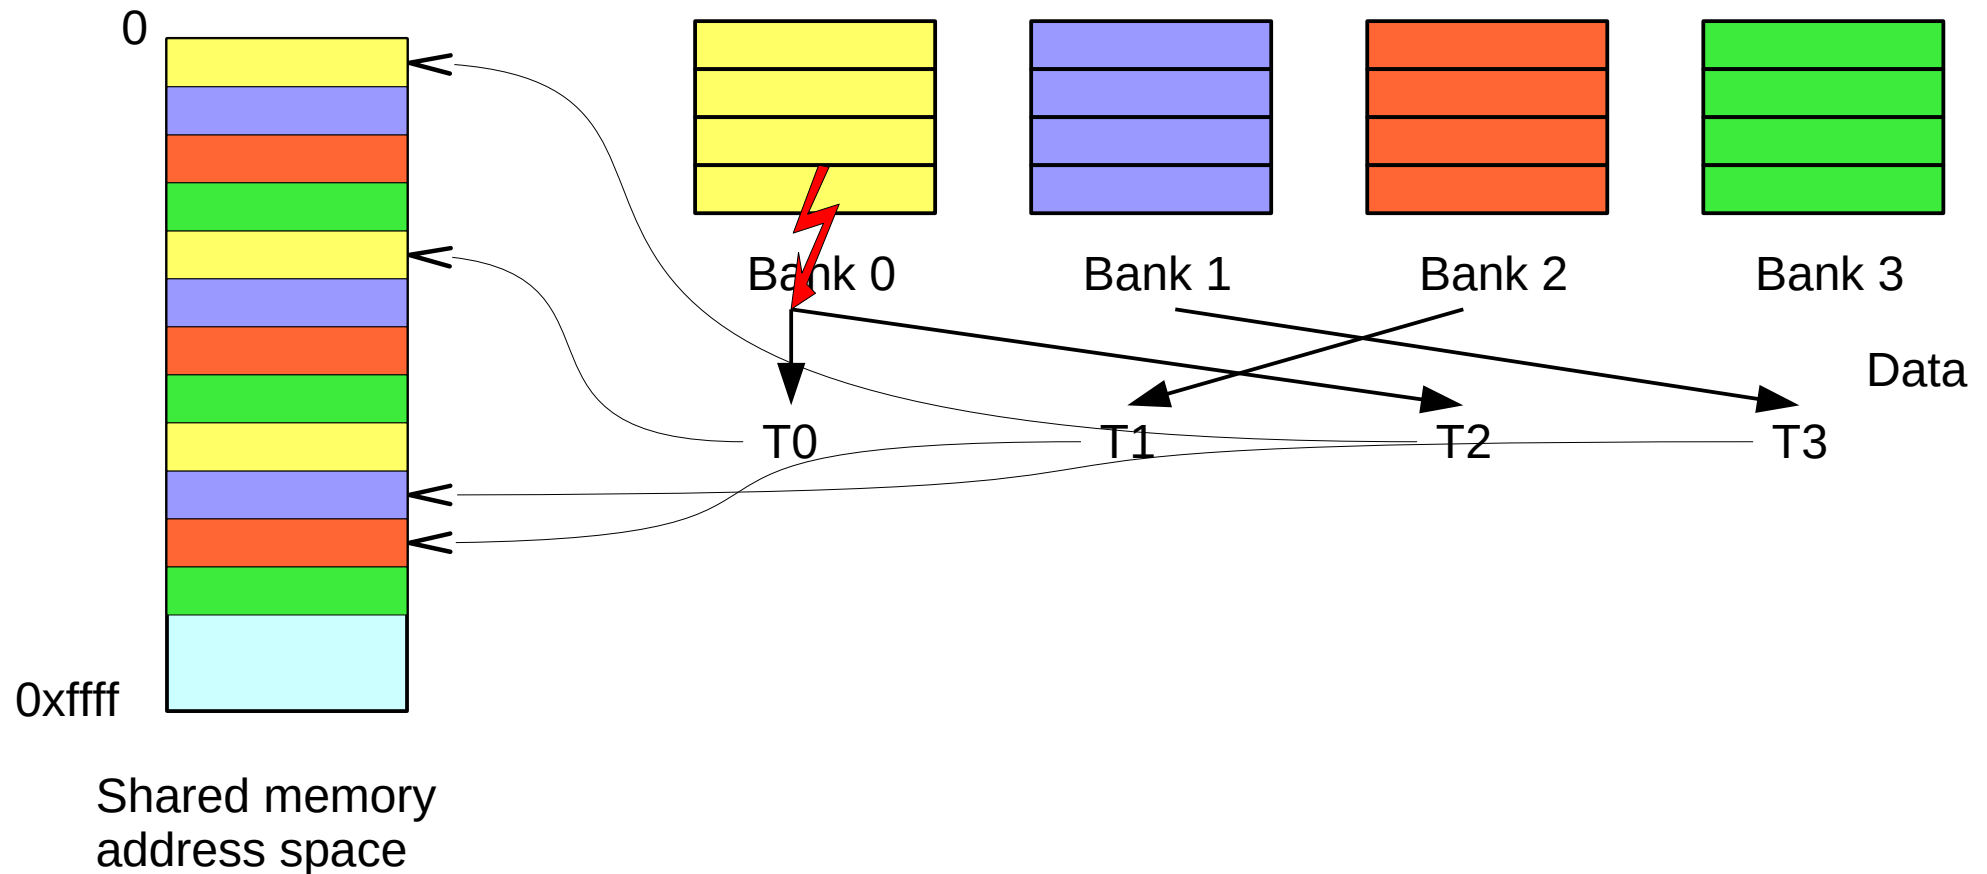 0
Bank 0
Bank 1
Bank 2
Bank 3
Data
T0
T1
T2
T3
0xffff
Shared memory
address space